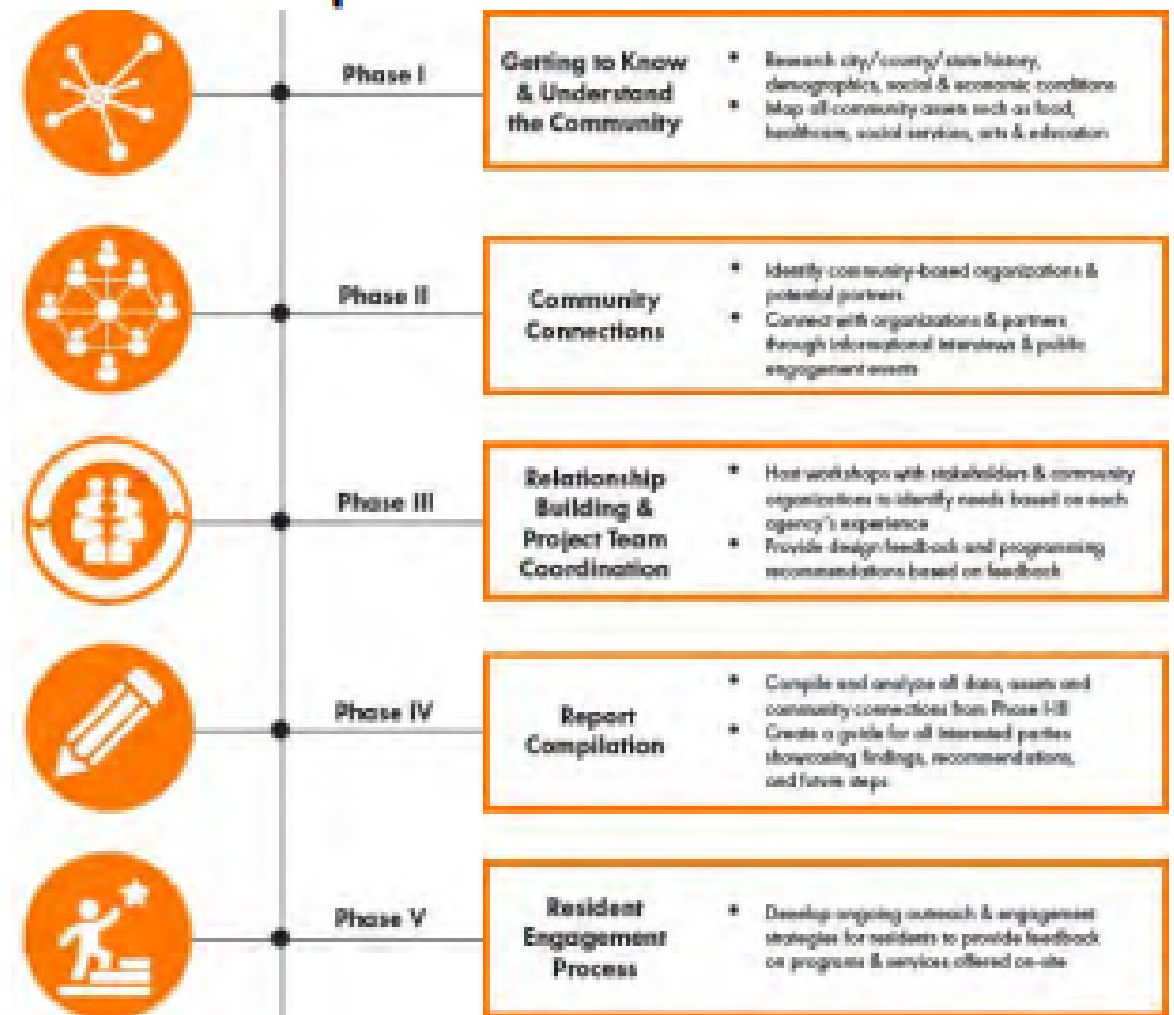 Phase I
Getting to Know
& Understand
the Community
• Research city/county/state history,
demographics, social & economic conditions
• Map all community assets such as food,
healthcare, social services, arts & education
Phase II
Community
Connections
• Identify community-based organizations &
potential partners
• Connect with organizations & partners
through informational interviews & public
engagement events
Phase III
Relationship
Building &
Project Team
Coordination
• Host workshops with stakeholders & community
organizations to identify needs based on each
agency's experience
• Provide design feedback and programming
recommendations based on feedback
Phase IV
Report
Compilation
• Compile and analyze all data, assets and
community connections from Phase I-III
• Create a guide for all interested parties
showcasing findings, recommendations,
and future steps
Phase V
Resident
Engagement
Process
• Develop ongoing outreach & engagement
strategies for residents to provide feedback
on programs & services offered on-site